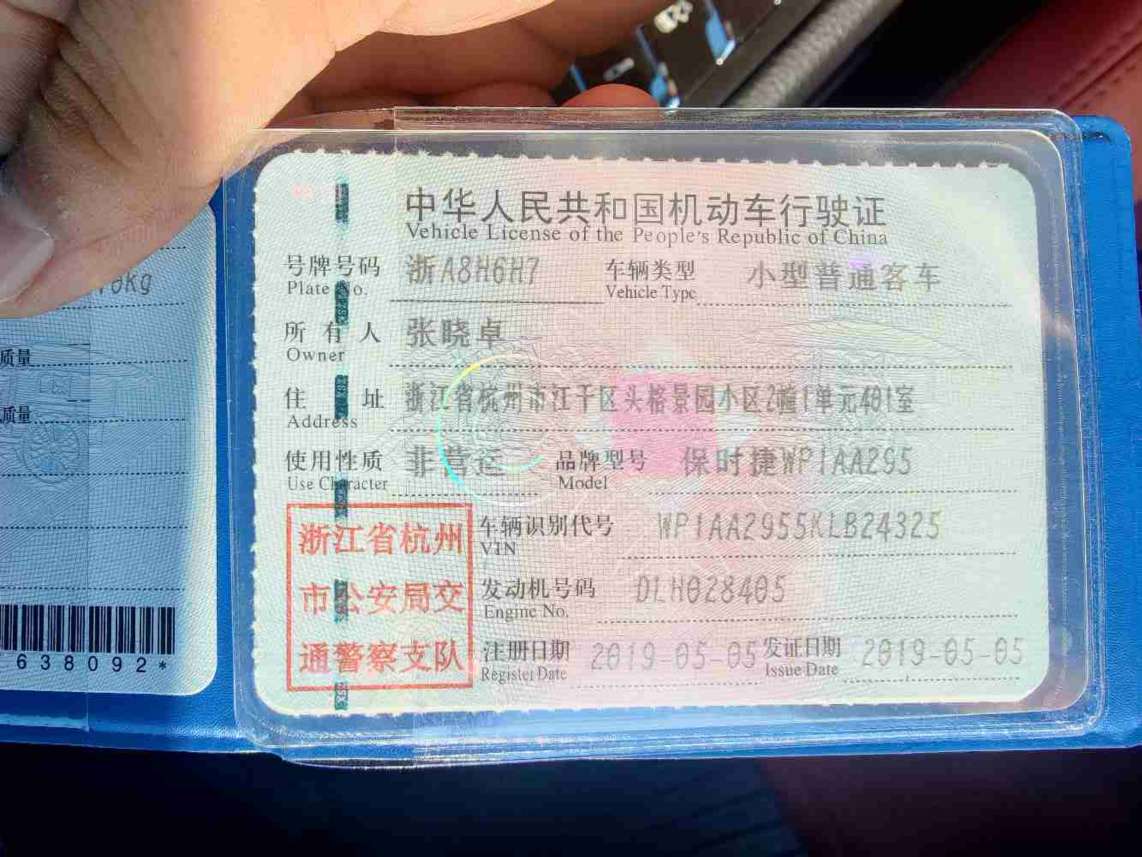 中华人民共和国机动车行驶证
Vehicle License of the People's Republic of China
号牌号码 浙A8H6H7 车辆类型 小型普通客车
Plate No. Vehicle Type
所有人 张晓卓
Owner
住址 浙江省杭州市江干区头格景园小区2幢1单元401室
Address
使用性质 非营运 品牌型号 保时捷WP1AA295
Use Character Model
浙江省杭州
市公安局交
通警察支队
车辆识别代号 WP1AA2955KLB24325
VIN
发动机号码 DLH028405
Engine No.
注册日期 2019-05-05 发证日期 2019-05-05
Register Date Issue Date
kg
质量
质量
638092*